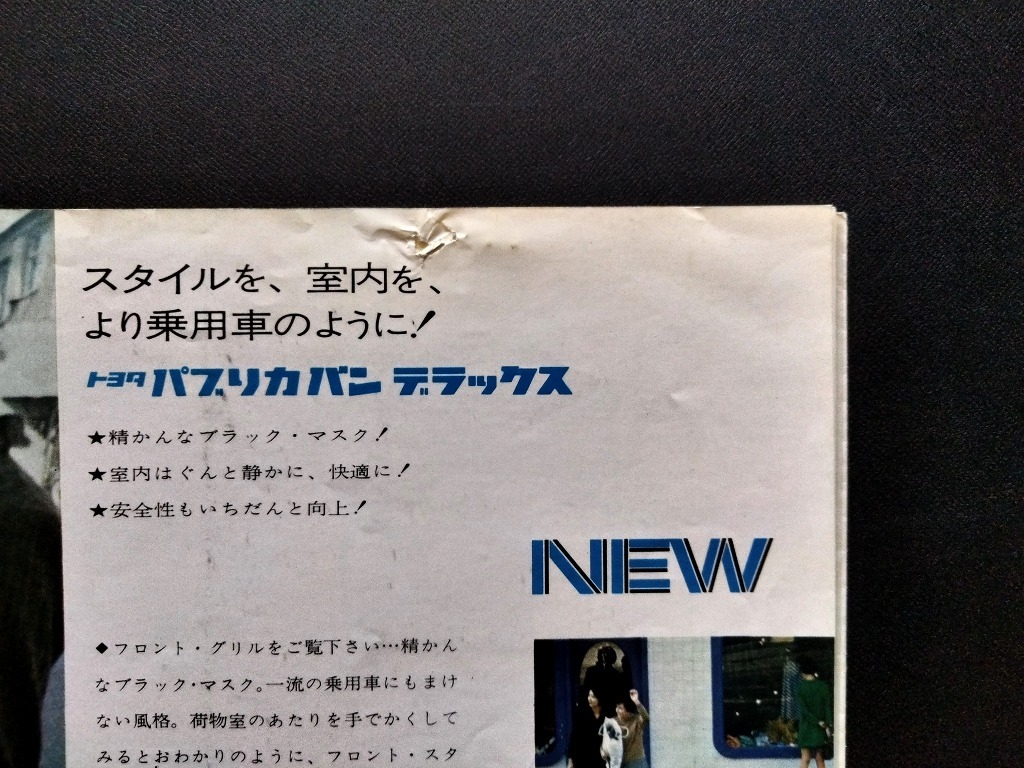 スタイルを、室内を、
より乗用車のように!
トヨタ パブリカ バン デラックス
★精かんなブラック・マスク!
★室内はぐんと静かに、快適に!
★安全性もいちだんと向上!
NEW
◆フロント・グリルをご覧下さい…精かん
なブラック・マスク。一流の乗用車にもまけ
ない風格。荷物室のあたりを手でかくして
みるとおわかりのように、フロント・スタ